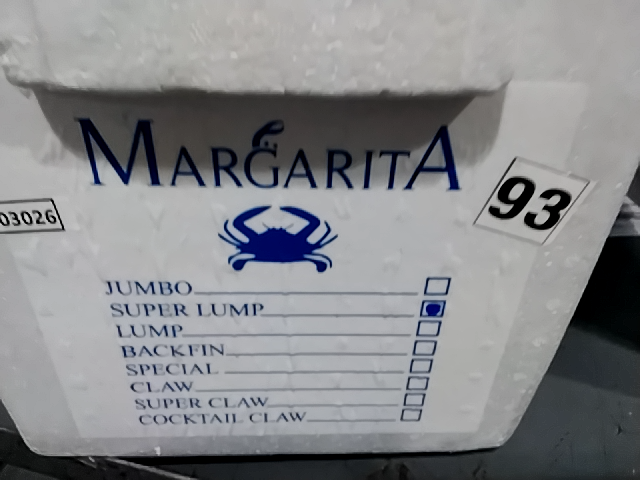 MARGARITA
93
03026
JUMBO
SUPER LUMP
LUMP
BACKFIN
SPECIAL
CLAW
SUPER CLAW
COCKTAIL CLAW